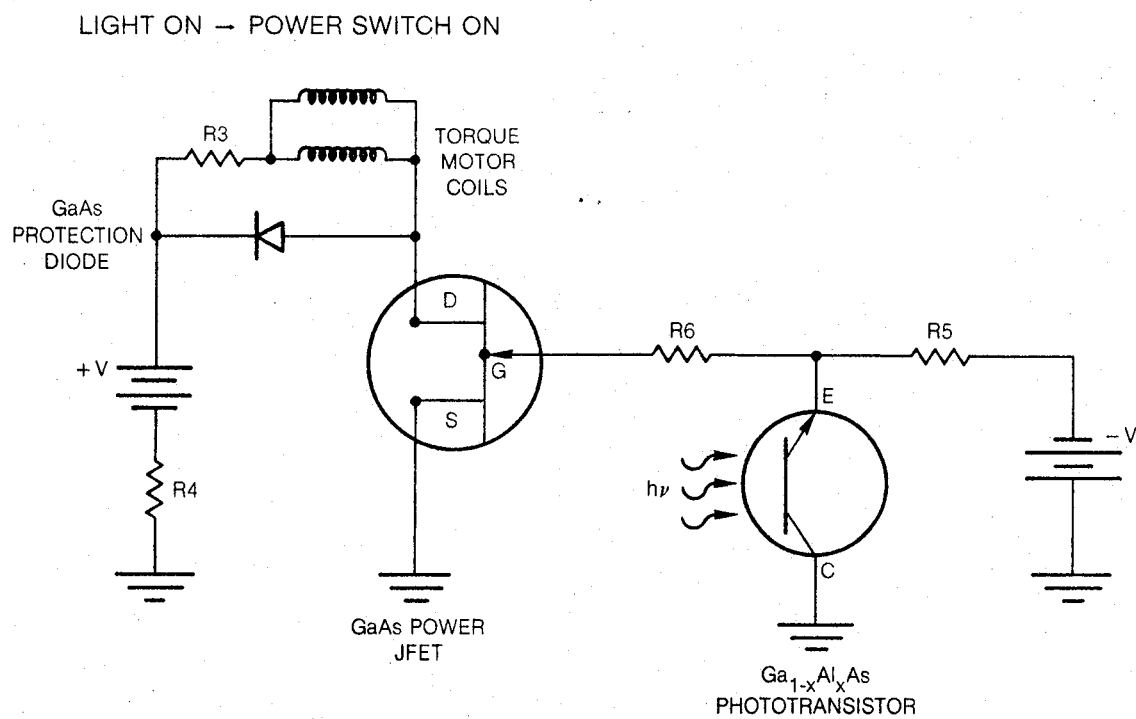 LIGHT ON → POWER SWITCH ON
R3
TORQUE
MOTOR
COILS
GaAs
PROTECTION
DIODE
D
+V
G
S
R6
R5
E
-V
R4
hν
C
GaAs POWER
JFET
Ga1-xAlxAs
PHOTOTRANSISTOR